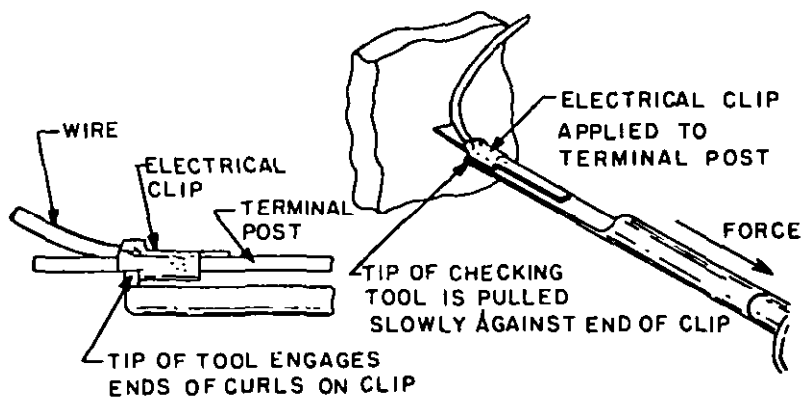 WIRE
ELECTRICAL
CLIP
TERMINAL
POST
TIP OF TOOL ENGAGES
ENDS OF CURLS ON CLIP
ELECTRICAL CLIP
APPLIED TO
TERMINAL POST
FORCE
TIP OF CHECKING
TOOL IS PULLED
SLOWLY AGAINST END OF CLIP